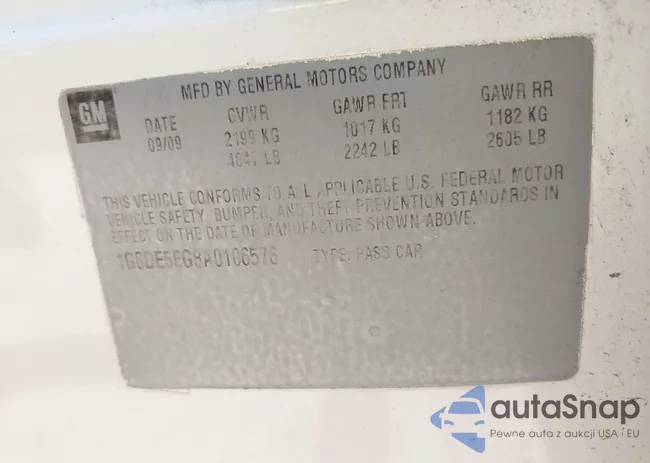 MFD BY GENERAL MOTORS COMPANY
GM
DATE GVWR GAWR FRT GAWR RR
09/09 2199 KG 1017 KG 1182 KG
4847 LB 2242 LB 2605 LB
THIS VEHICLE CONFORMS TO ALL APPLICABLE U.S. FEDERAL MOTOR
VEHICLE SAFETY, BUMPER, AND THEFT PREVENTION STANDARDS IN
EFFECT ON THE DATE OF MANUFACTURE SHOWN ABOVE.
1G6DE5EG8A0106576 TYPE: PASS CAR
autaSnap
Pewne auta z aukcji USA i EU